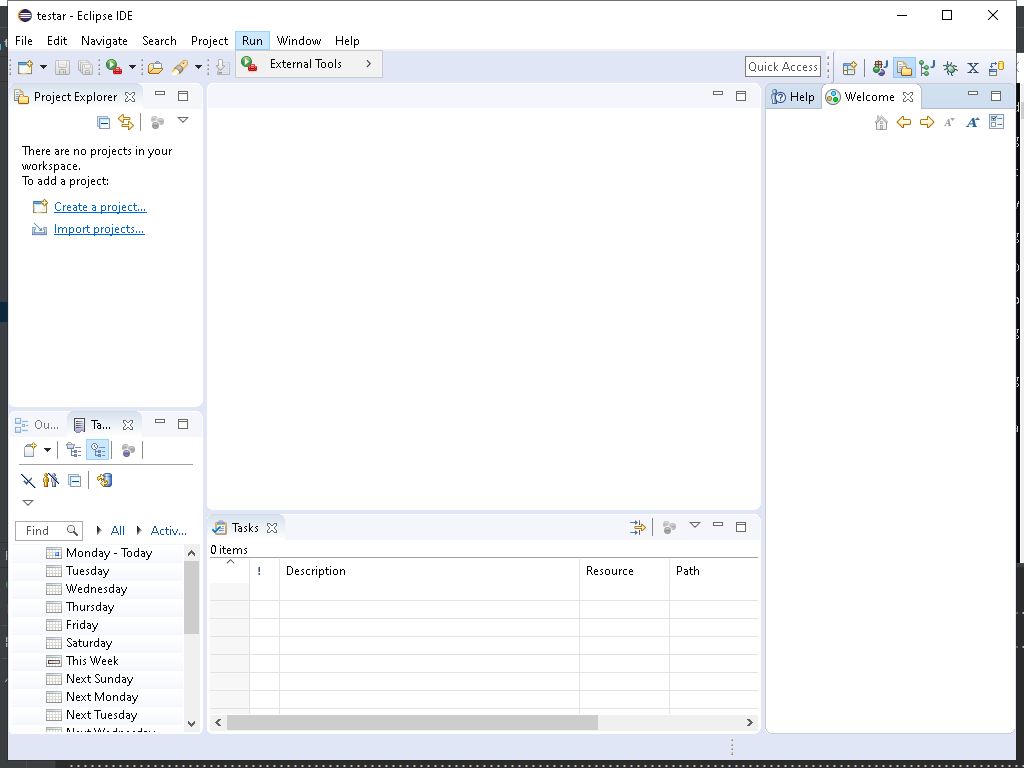 testar - Eclipse IDE
File Edit Navigate Search Project Run Window Help
External Tools
Quick Access
Project Explorer
There are no projects in your
workspace.
To add a project:
Create a project...
Import projects...
Help Welcome
Ou... Ta...
Find All Activ...
Monday - Today
Tuesday
Wednesday
Thursday
Friday
Saturday
This Week
Next Sunday
Next Monday
Next Tuesday
Next Wednesday
Tasks
0 items
! Description Resource Path